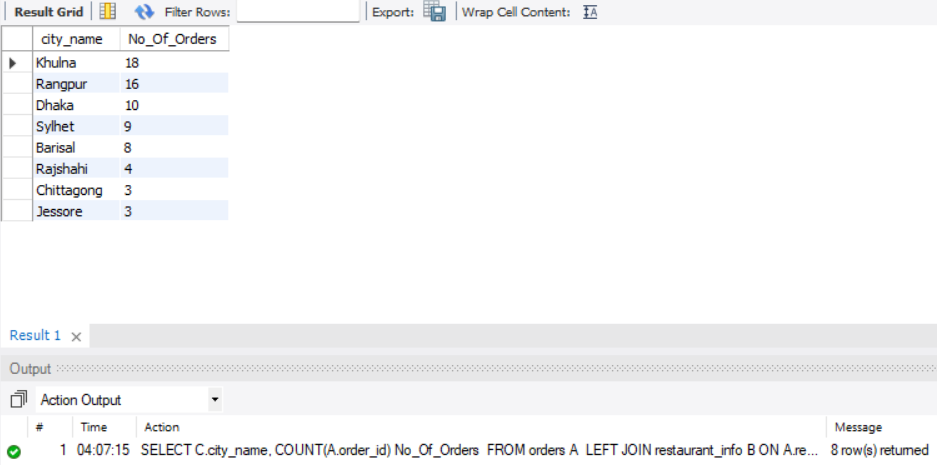 Result Grid Filter Rows: Export: Wrap Cell Content: IA
city_name No_Of_Orders
Khulna 18
Rangpur 16
Dhaka 10
Sylhet 9
Barisal 8
Rajshahi 4
Chittagong 3
Jessore 3
Result 1
Output
Action Output
# Time Action Message
1 04:07:15 SELECT C.city_name, COUNT(A.order_id) No_Of_Orders FROM orders A LEFT JOIN restaurant_info B ON A.re... 8 row(s) returned